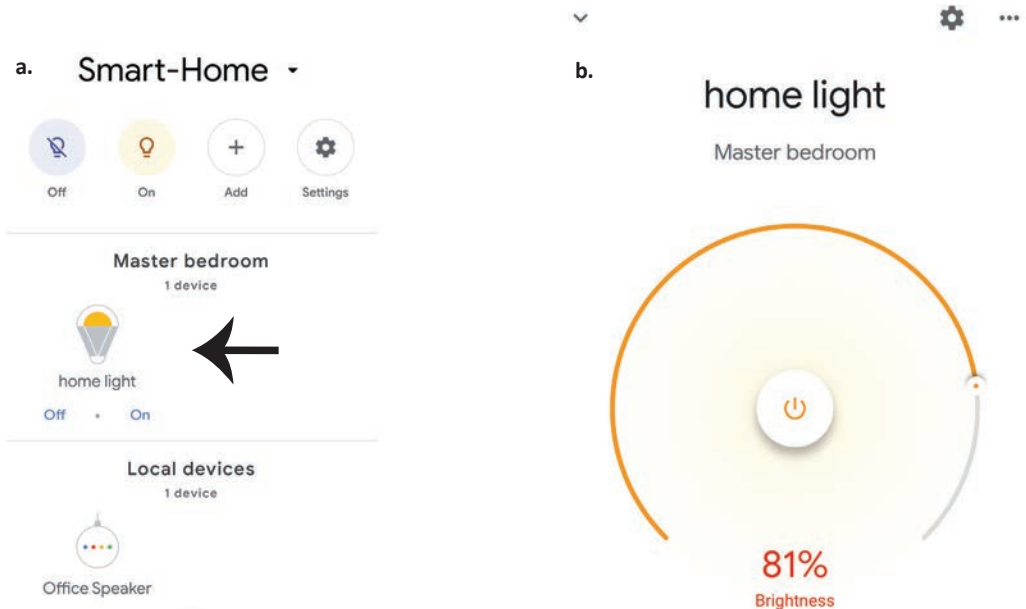 a.
Smart-Home
Off On Add Settings
Master bedroom
1 device
home light
Off • On
Local devices
1 device
Office Speaker
b.
home light
Master bedroom
81%
Brightness